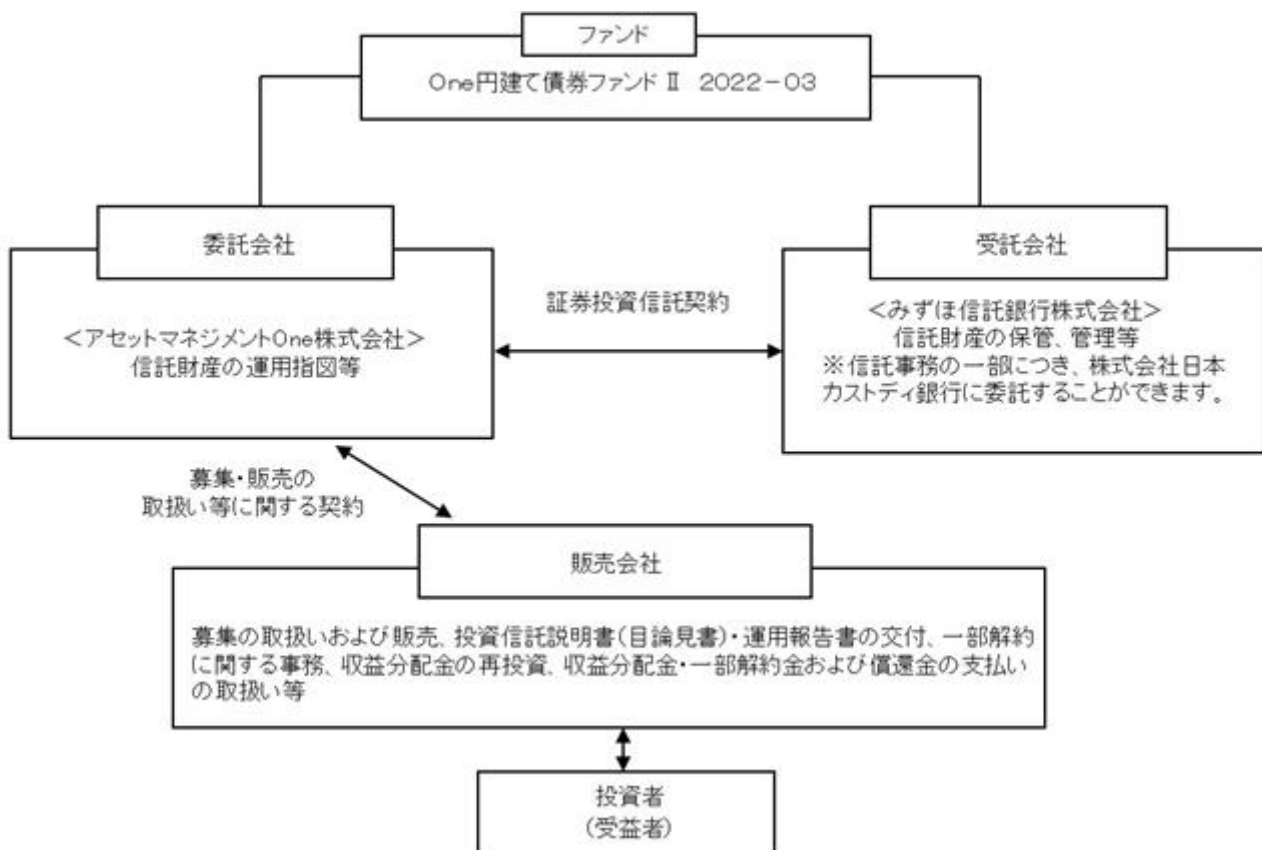 ファンド
One円建て債券ファンド Ⅱ 2022-03
委託会社
<アセットマネジメントOne株式会社>
信託財産の運用指図等
証券投資信託契約
受託会社
<みずほ信託銀行株式会社>
信託財産の保管、管理等
※信託事務の一部につき、株式会社日本
カストディ銀行に委託することができます。
募集・販売の
取扱い等に関する契約
販売会社
募集の取扱いおよび販売、投資信託説明書(目論見書)・運用報告書の交付、一部解約
に関する事務、収益分配金の再投資、収益分配金・一部解約金および償還金の支払い
の取扱い等
投資者
(受益者)